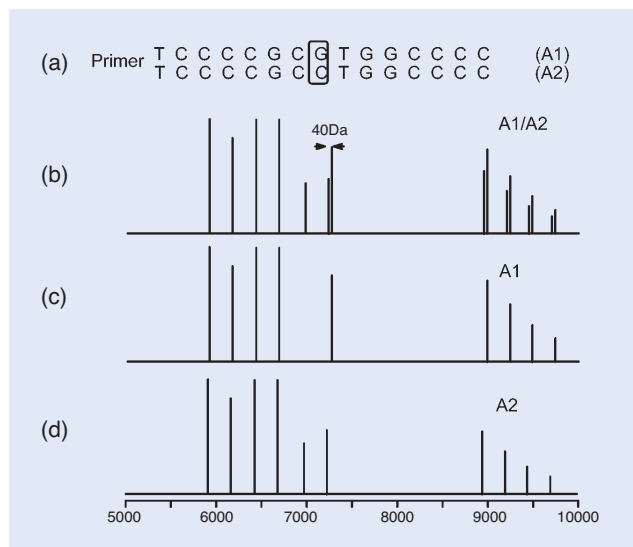 (a) Primer T C C C C G C G T G G C C C C (A1)
T C C C C G C C T G G C C C C (A2)
A1/A2
40Da
(b)
A1
(c)
A2
(d)
5000 6000 7000 8000 9000 10000